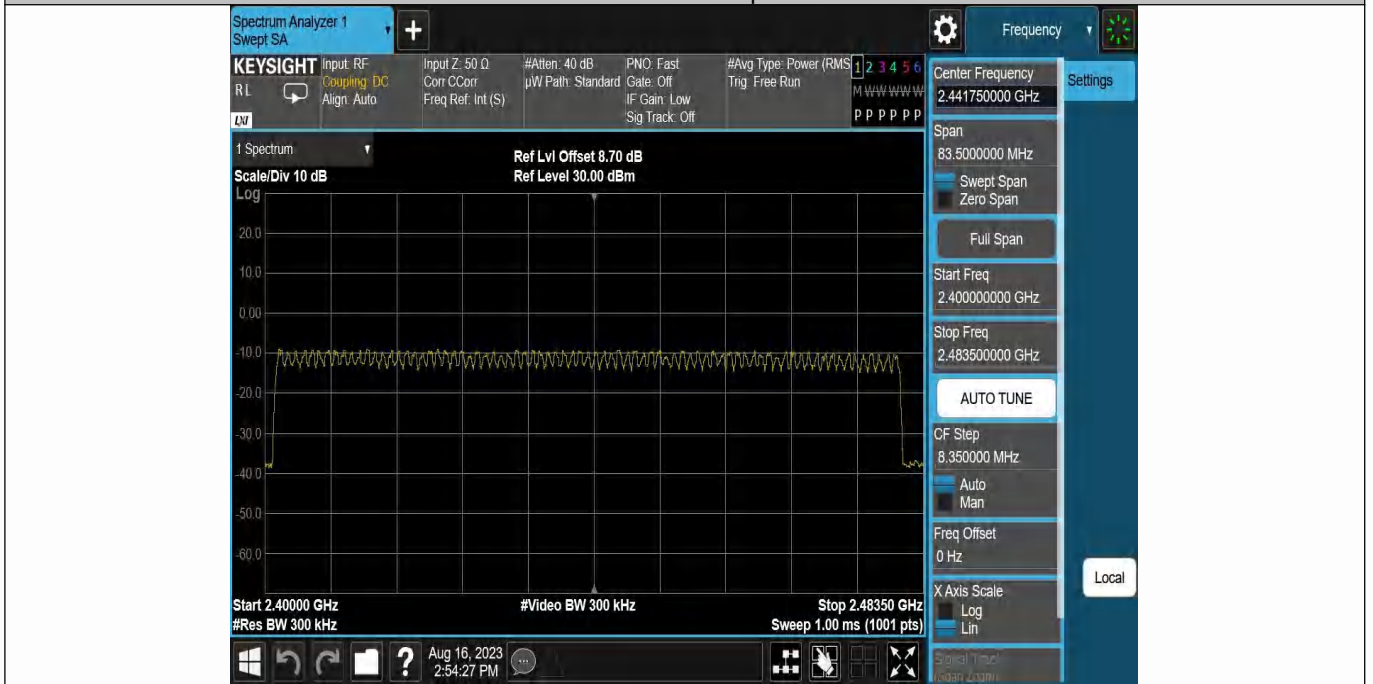 Spectrum Analyzer 1
Swept SA
+
Frequency
KEYSIGHT
RL
LXI
Input: RF
Coupling: DC
Align: Auto
Input Z: 50 Ω
Corr CCorr
Freq Ref: Int (S)
#Atten: 40 dB
µW Path: Standard
PNO: Fast
Gate: Off
IF Gain: Low
Sig Track: Off
#Avg Type: Power (RMS
Trig: Free Run
1 2 3 4 5 6
M W W W W W
P P P P P P
Center Frequency
2.441750000 GHz
Settings
Span
83.5000000 MHz
Swept Span
Zero Span
Full Span
Start Freq
2.400000000 GHz
Stop Freq
2.483500000 GHz
AUTO TUNE
CF Step
8.350000 MHz
Auto
Man
Freq Offset
0 Hz
X Axis Scale
Log
Lin
Signal Track
(Span Zoom)
Local
1 Spectrum
Scale/Div 10 dB
Log
Ref Lvl Offset 8.70 dB
Ref Level 30.00 dBm
20.0
10.0
0.00
-10.0
-20.0
-30.0
-40.0
-50.0
-60.0
Start 2.40000 GHz
#Res BW 300 kHz
#Video BW 300 kHz
Stop 2.48350 GHz
Sweep 1.00 ms (1001 pts)
?
Aug 16, 2023
2:54:27 PM